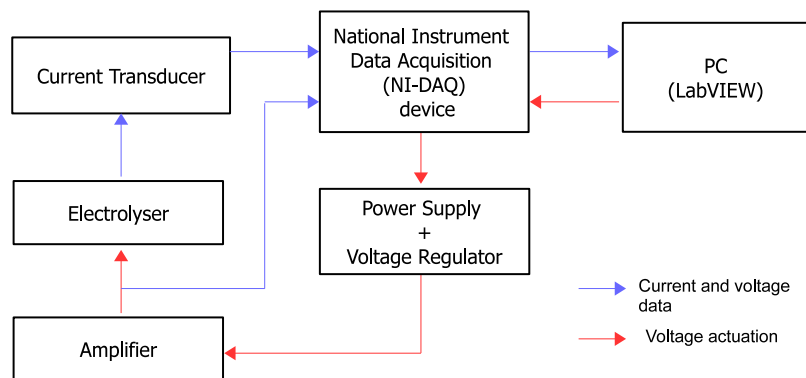 National Instrument
Data Acquisition
(NI-DAQ)
device
Current Transducer
PC
(LabVIEW)
Electrolyser
Power Supply
+
Voltage Regulator
Amplifier
Current and voltage
data
Voltage actuation